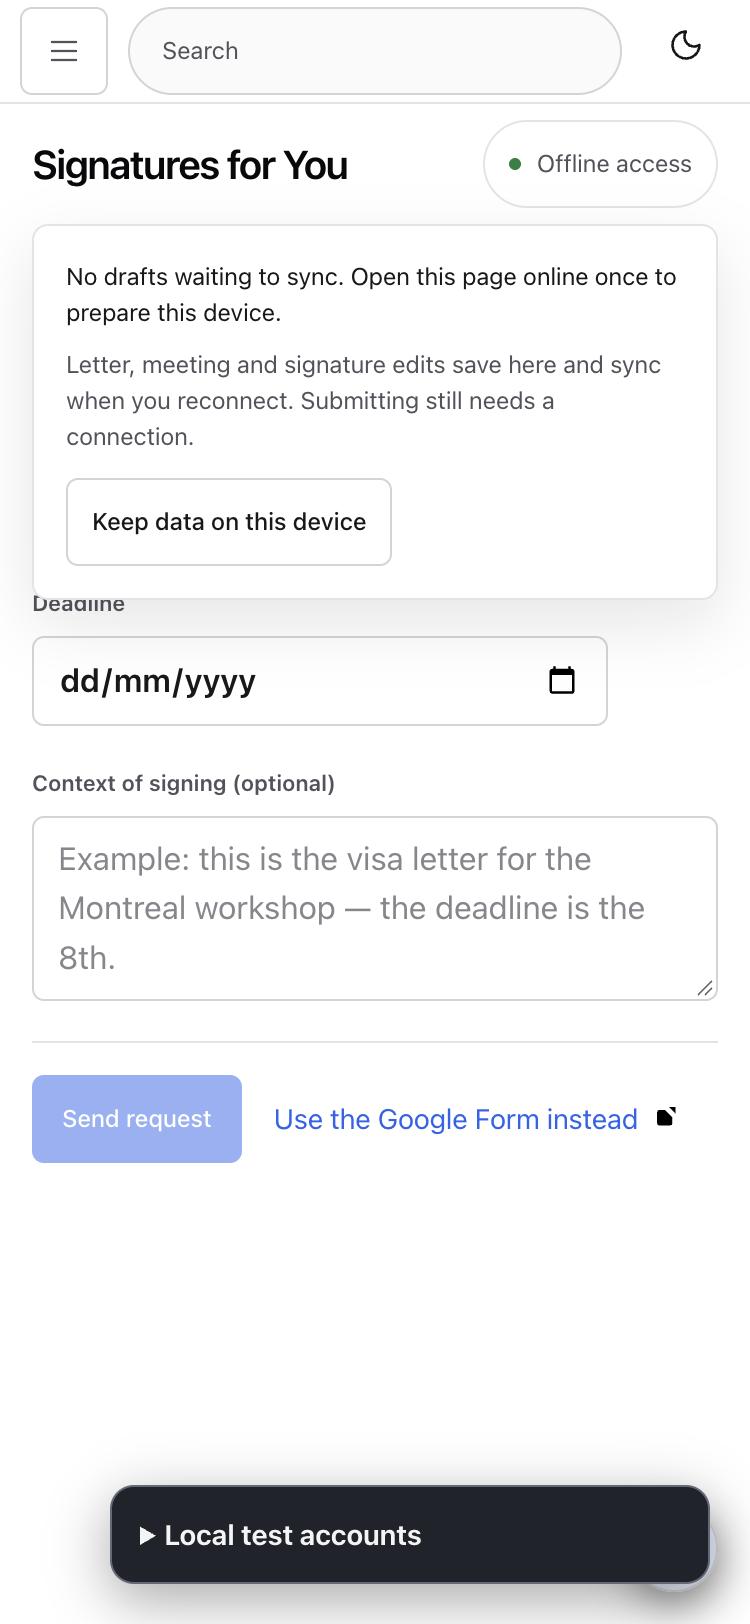 Search
Signatures for You
Offline access
No drafts waiting to sync. Open this page online once to
prepare this device.
Letter, meeting and signature edits save here and sync
when you reconnect. Submitting still needs a
connection.
Keep data on this device
Deadline
dd/mm/yyyy
Context of signing (optional)
Example: this is the visa letter for the
Montreal workshop — the deadline is the
8th.
Send request
Use the Google Form instead
Local test accounts